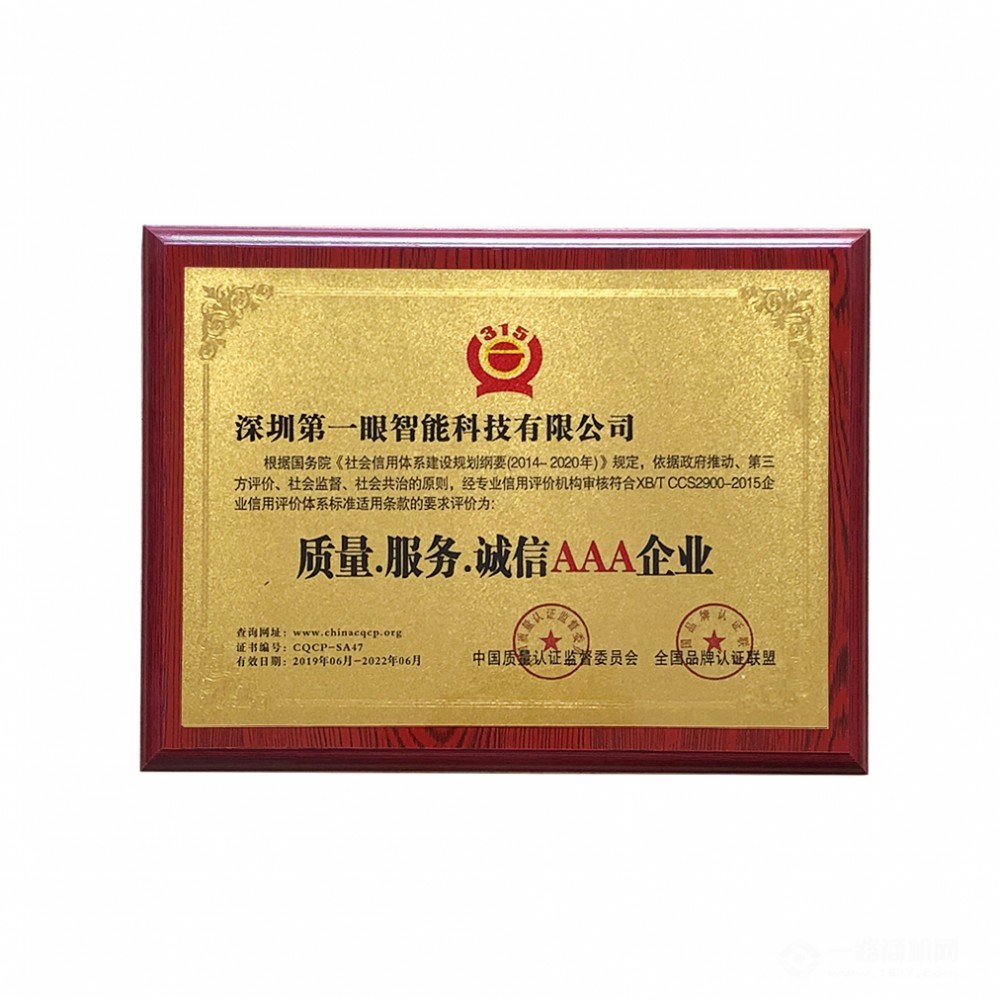 315
深圳第一眼智能科技有限公司
根据国务院《社会信用体系建设规划纲要(2014-2020年)》规定，依据政府推动、第三
方评价、社会监督、社会共治的原则，经专业信用评价机构审核符合XB/T CCS2900-2015企
业信用评价体系标准适用条款的要求评价为:
质量.服务.诚信AAA企业
查询网址：www.chinacqcp.org
证书编号：CQCP-SA47
有效日期：2019年06月-2022年06月
中国质量认证监督委员会 全国品牌认证联盟